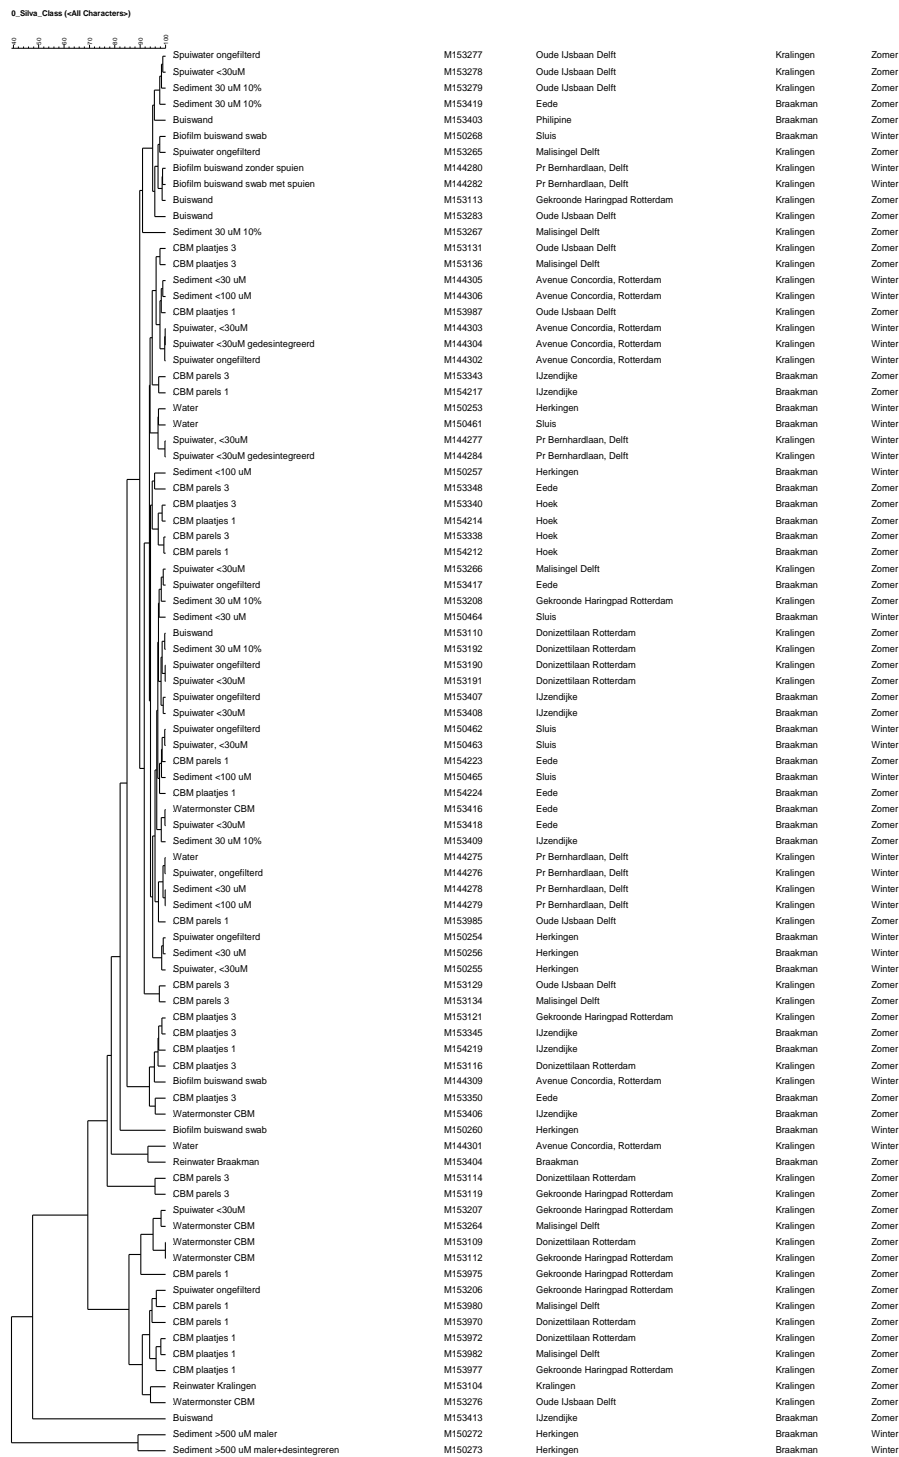 0_Silva_Class (<All Characters>)
40 50 60 70 80 90 100
Spuiwater ongefilterd M153277 Oude IJsbaan Delft Kralingen Zomer
Spuiwater <30uM M153278 Oude IJsbaan Delft Kralingen Zomer
Sediment 30 uM 10% M153279 Oude IJsbaan Delft Kralingen Zomer
Sediment 30 uM 10% M153419 Eede Braakman Zomer
Buiswand M153403 Philipine Braakman Zomer
Biofilm buiswand swab M150268 Sluis Braakman Winter
Spuiwater ongefilterd M153265 Malisingel Delft Kralingen Zomer
Biofilm buiswand zonder spuien M144280 Pr Bernhardlaan, Delft Kralingen Winter
Biofilm buiswand swab met spuien M144282 Pr Bernhardlaan, Delft Kralingen Winter
Buiswand M153113 Gekroonde Haringpad Rotterdam Kralingen Zomer
Buiswand M153283 Oude IJsbaan Delft Kralingen Zomer
Sediment 30 uM 10% M153267 Malisingel Delft Kralingen Zomer
CBM plaatjes 3 M153131 Oude IJsbaan Delft Kralingen Zomer
CBM plaatjes 3 M153136 Malisingel Delft Kralingen Zomer
Sediment <30 uM M144305 Avenue Concordia, Rotterdam Kralingen Winter
Sediment <100 uM M144306 Avenue Concordia, Rotterdam Kralingen Winter
CBM plaatjes 1 M153987 Oude IJsbaan Delft Kralingen Zomer
Spuiwater, <30uM M144303 Avenue Concordia, Rotterdam Kralingen Winter
Spuiwater <30uM gedesintegreerd M144304 Avenue Concordia, Rotterdam Kralingen Winter
Spuiwater ongefilterd M144302 Avenue Concordia, Rotterdam Kralingen Winter
CBM parels 3 M153343 IJzendijke Braakman Zomer
CBM parels 1 M154217 IJzendijke Braakman Zomer
Water M150253 Herkingen Braakman Winter
Water M150461 Sluis Braakman Winter
Spuiwater, <30uM M144277 Pr Bernhardlaan, Delft Kralingen Winter
Spuiwater <30uM gedesintegreerd M144284 Pr Bernhardlaan, Delft Kralingen Winter
Sediment <100 uM M150257 Herkingen Braakman Winter
CBM parels 3 M153348 Eede Braakman Zomer
CBM plaatjes 3 M153340 Hoek Braakman Zomer
CBM plaatjes 1 M154214 Hoek Braakman Zomer
CBM parels 3 M153338 Hoek Braakman Zomer
CBM parels 1 M154212 Hoek Braakman Zomer
Spuiwater <30uM M153266 Malisingel Delft Kralingen Zomer
Spuiwater ongefilterd M153417 Eede Braakman Zomer
Sediment 30 uM 10% M153208 Gekroonde Haringpad Rotterdam Kralingen Zomer
Sediment <30 uM M150464 Sluis Braakman Winter
Buiswand M153110 Donizettilaan Rotterdam Kralingen Zomer
Sediment 30 uM 10% M153192 Donizettilaan Rotterdam Kralingen Zomer
Spuiwater ongefilterd M153190 Donizettilaan Rotterdam Kralingen Zomer
Spuiwater <30uM M153191 Donizettilaan Rotterdam Kralingen Zomer
Spuiwater ongefilterd M153407 IJzendijke Braakman Zomer
Spuiwater <30uM M153408 IJzendijke Braakman Zomer
Spuiwater ongefilterd M150462 Sluis Braakman Winter
Spuiwater, <30uM M150463 Sluis Braakman Winter
CBM parels 1 M154223 Eede Braakman Zomer
Sediment <100 uM M150465 Sluis Braakman Winter
CBM plaatjes 1 M154224 Eede Braakman Zomer
Watermonster CBM M153416 Eede Braakman Zomer
Spuiwater <30uM M153418 Eede Braakman Zomer
Sediment 30 uM 10% M153409 IJzendijke Braakman Zomer
Water M144275 Pr Bernhardlaan, Delft Kralingen Winter
Spuiwater, ongefilterd M144276 Pr Bernhardlaan, Delft Kralingen Winter
Sediment <30 uM M144278 Pr Bernhardlaan, Delft Kralingen Winter
Sediment <100 uM M144279 Pr Bernhardlaan, Delft Kralingen Winter
CBM parels 1 M153985 Oude IJsbaan Delft Kralingen Zomer
Spuiwater ongefilterd M150254 Herkingen Braakman Winter
Sediment <30 uM M150256 Herkingen Braakman Winter
Spuiwater, <30uM M150255 Herkingen Braakman Winter
CBM parels 3 M153129 Oude IJsbaan Delft Kralingen Zomer
CBM parels 3 M153134 Malisingel Delft Kralingen Zomer
CBM plaatjes 3 M153121 Gekroonde Haringpad Rotterdam Kralingen Zomer
CBM plaatjes 3 M153345 IJzendijke Braakman Zomer
CBM plaatjes 1 M154219 IJzendijke Braakman Zomer
CBM plaatjes 3 M153116 Donizettilaan Rotterdam Kralingen Zomer
Biofilm buiswand swab M144309 Avenue Concordia, Rotterdam Kralingen Winter
CBM plaatjes 3 M153350 Eede Braakman Zomer
Watermonster CBM M153406 IJzendijke Braakman Zomer
Biofilm buiswand swab M150260 Herkingen Braakman Winter
Water M144301 Avenue Concordia, Rotterdam Kralingen Winter
Reinwater Braakman M153404 Braakman Braakman Zomer
CBM parels 3 M153114 Donizettilaan Rotterdam Kralingen Zomer
CBM parels 3 M153119 Gekroonde Haringpad Rotterdam Kralingen Zomer
Spuiwater <30uM M153207 Gekroonde Haringpad Rotterdam Kralingen Zomer
Watermonster CBM M153264 Malisingel Delft Kralingen Zomer
Watermonster CBM M153109 Donizettilaan Rotterdam Kralingen Zomer
Watermonster CBM M153112 Gekroonde Haringpad Rotterdam Kralingen Zomer
CBM parels 1 M153975 Gekroonde Haringpad Rotterdam Kralingen Zomer
Spuiwater ongefilterd M153206 Gekroonde Haringpad Rotterdam Kralingen Zomer
CBM parels 1 M153980 Malisingel Delft Kralingen Zomer
CBM parels 1 M153970 Donizettilaan Rotterdam Kralingen Zomer
CBM plaatjes 1 M153972 Donizettilaan Rotterdam Kralingen Zomer
CBM plaatjes 1 M153982 Malisingel Delft Kralingen Zomer
CBM plaatjes 1 M153977 Gekroonde Haringpad Rotterdam Kralingen Zomer
Reinwater Kralingen M153104 Kralingen Kralingen Zomer
Watermonster CBM M153276 Oude IJsbaan Delft Kralingen Zomer
Buiswand M153413 IJzendijke Braakman Zomer
Sediment >500 uM maler M150272 Herkingen Braakman Winter
Sediment >500 uM maler+desintegreren M150273 Herkingen Braakman Winter